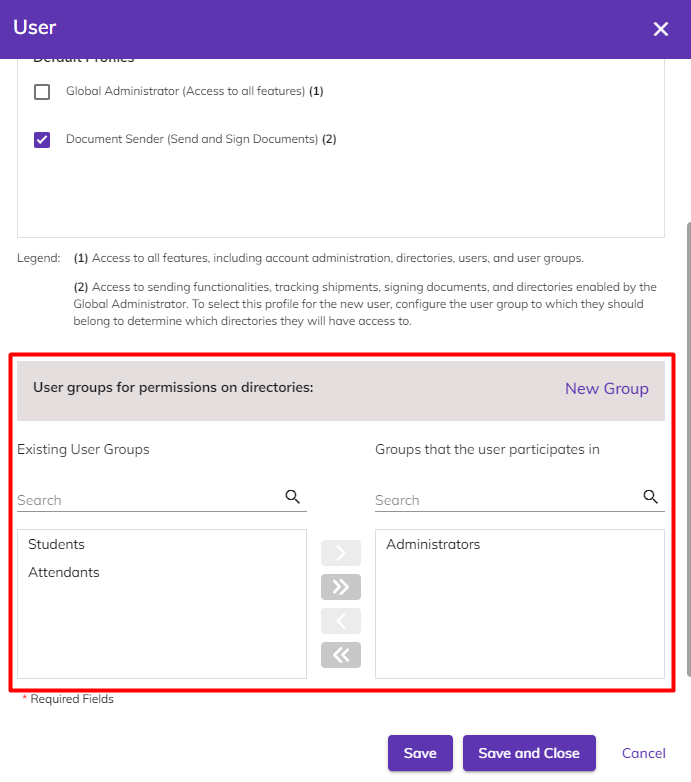 User
Default Profiles
Global Administrator (Access to all features) (1)
Document Sender (Send and Sign Documents) (2)
Legend: (1) Access to all features, including account administration, directories, users, and user groups.
(2) Access to sending functionalities, tracking shipments, signing documents, and directories enabled by the
Global Administrator. To select this profile for the new user, configure the user group to which they should
belong to determine which directories they will have access to.
User groups for permissions on directories:
New Group
Existing User Groups
Groups that the user participates in
Search
Search
Students
Attendants
Administrators
* Required Fields
Save
Save and Close
Cancel